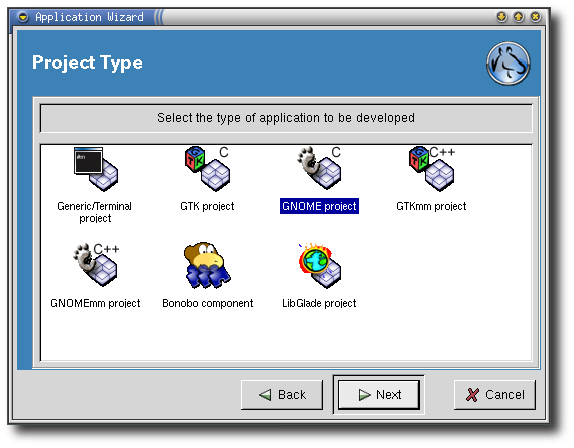 Application Wizard
Project Type
Select the type of application to be developed
C
C
C++
Generic/Terminal
project
GTK project
GNOME project
GTKmm project
C++
GNOMEmm project
Bonobo component
LibGlade project
Back
Next
Cancel